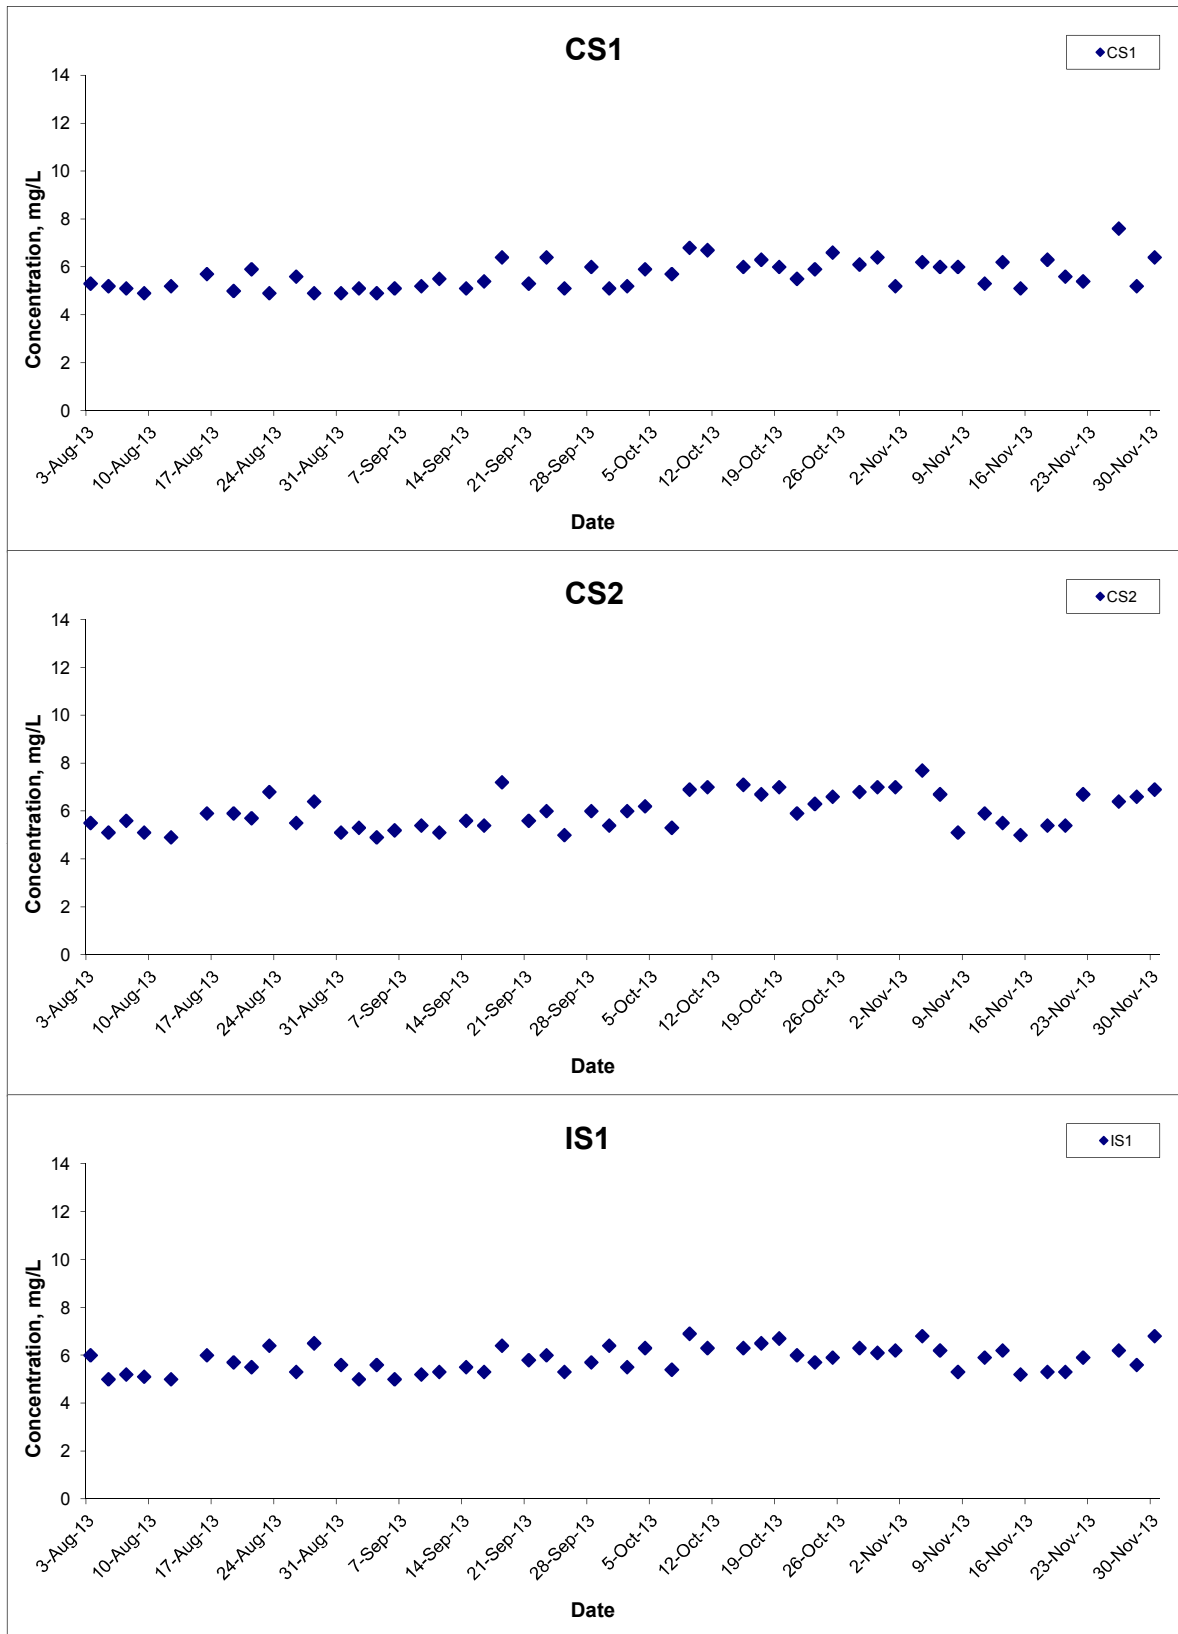 CS1
CS1
14
12
10
8
6
4
2
0
Concentration, mg/L
3-Aug-13
10-Aug-13
17-Aug-13
24-Aug-13
31-Aug-13
7-Sep-13
14-Sep-13
21-Sep-13
28-Sep-13
5-Oct-13
12-Oct-13
19-Oct-13
26-Oct-13
2-Nov-13
9-Nov-13
16-Nov-13
23-Nov-13
30-Nov-13
Date
CS2
CS2
14
12
10
8
6
4
2
0
Concentration, mg/L
3-Aug-13
10-Aug-13
17-Aug-13
24-Aug-13
31-Aug-13
7-Sep-13
14-Sep-13
21-Sep-13
28-Sep-13
5-Oct-13
12-Oct-13
19-Oct-13
26-Oct-13
2-Nov-13
9-Nov-13
16-Nov-13
23-Nov-13
30-Nov-13
Date
IS1
IS1
14
12
10
8
6
4
2
0
Concentration, mg/L
3-Aug-13
10-Aug-13
17-Aug-13
24-Aug-13
31-Aug-13
7-Sep-13
14-Sep-13
21-Sep-13
28-Sep-13
5-Oct-13
12-Oct-13
19-Oct-13
26-Oct-13
2-Nov-13
9-Nov-13
16-Nov-13
23-Nov-13
30-Nov-13
Date